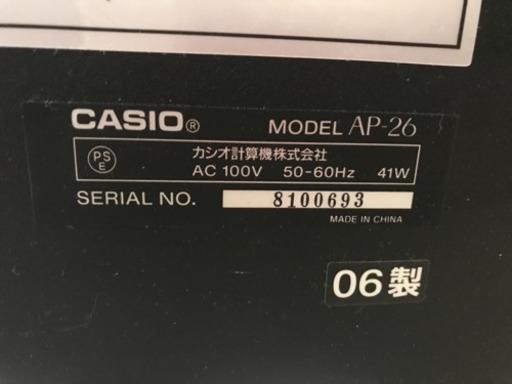 CASIO® MODEL AP-26
PS E カシオ計算機株式会社
AC 100V 50-60Hz 41W
SERIAL NO. 8100693
MADE IN CHINA
06製